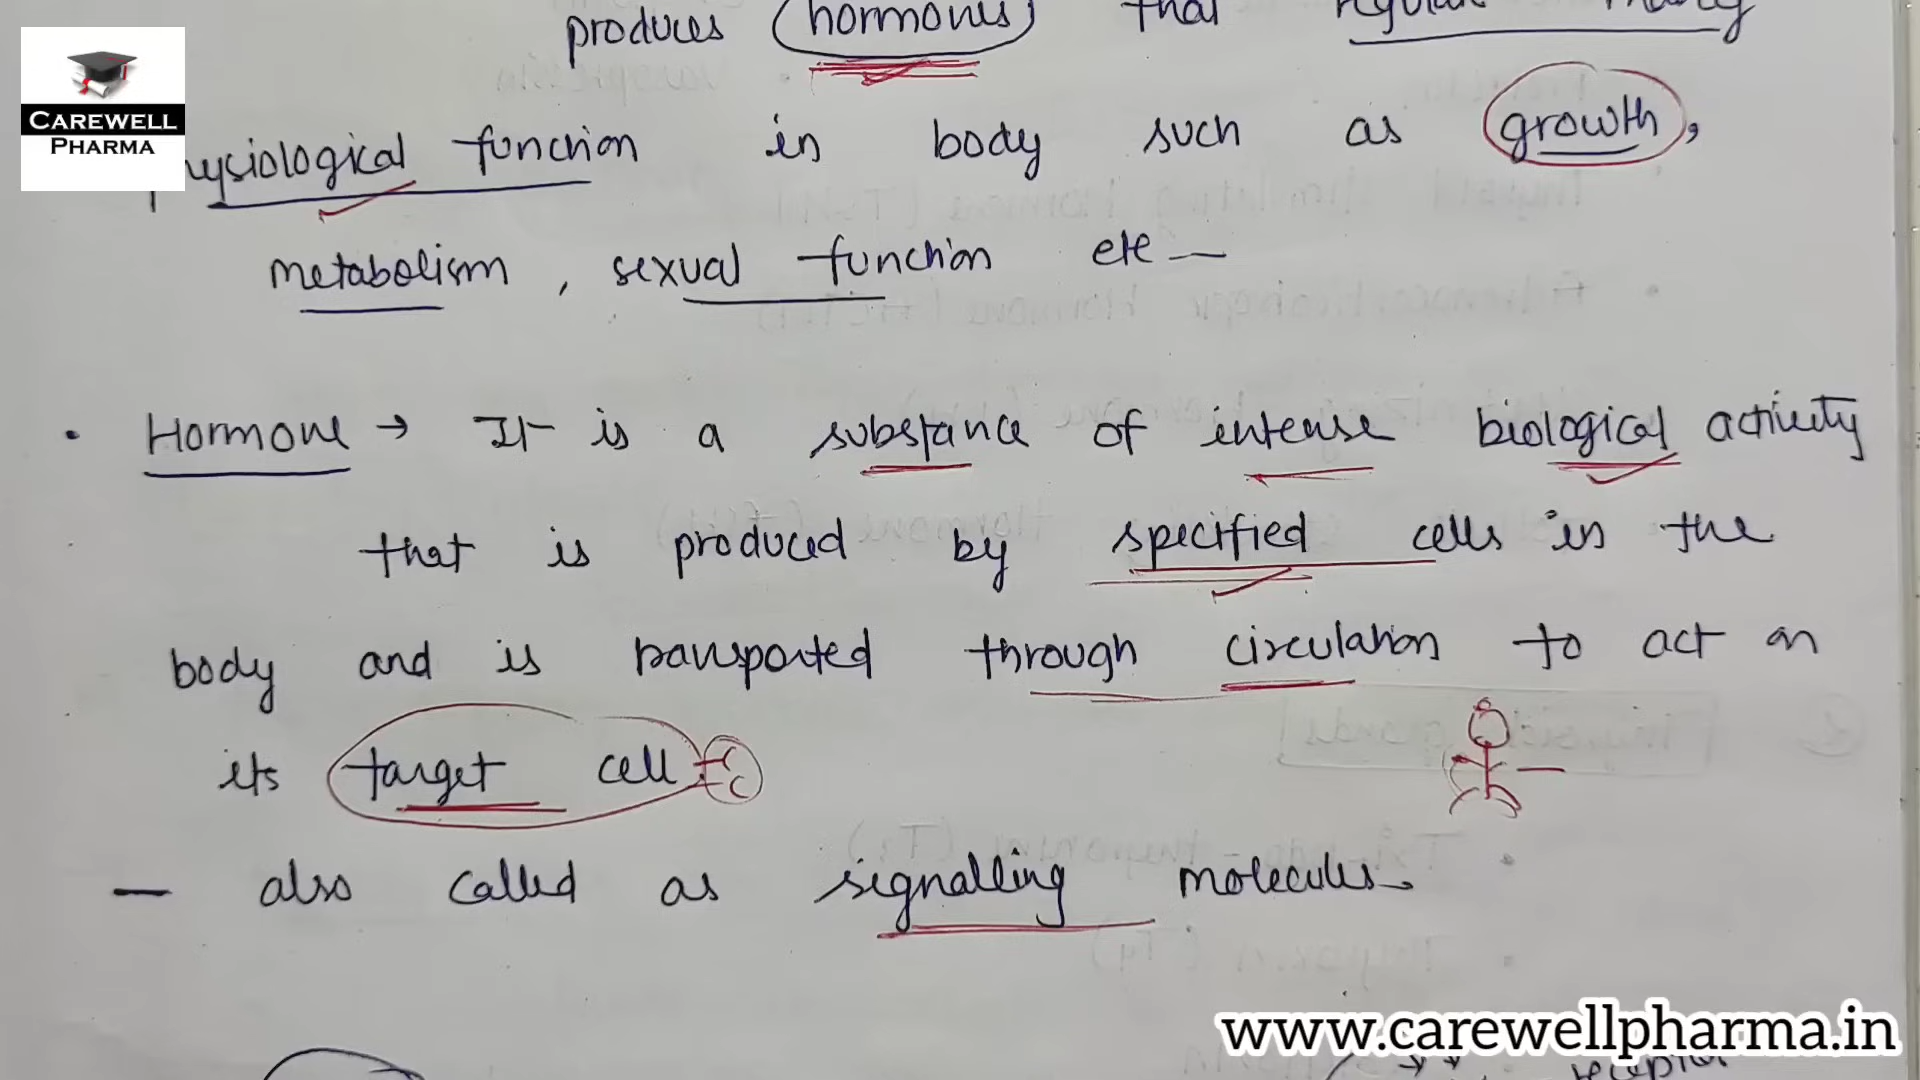 produces hormones that
CAREWELL
PHARMA
physiological function in body such as growth,
metabolism, sexual function etc —
• Hormone → It is a substance of intense biological activity
that is produced by specified cells in the
body and is transported through circulation to act on
its target cell
— also called as signalling molecules.
www.carewellpharma.in
receptor